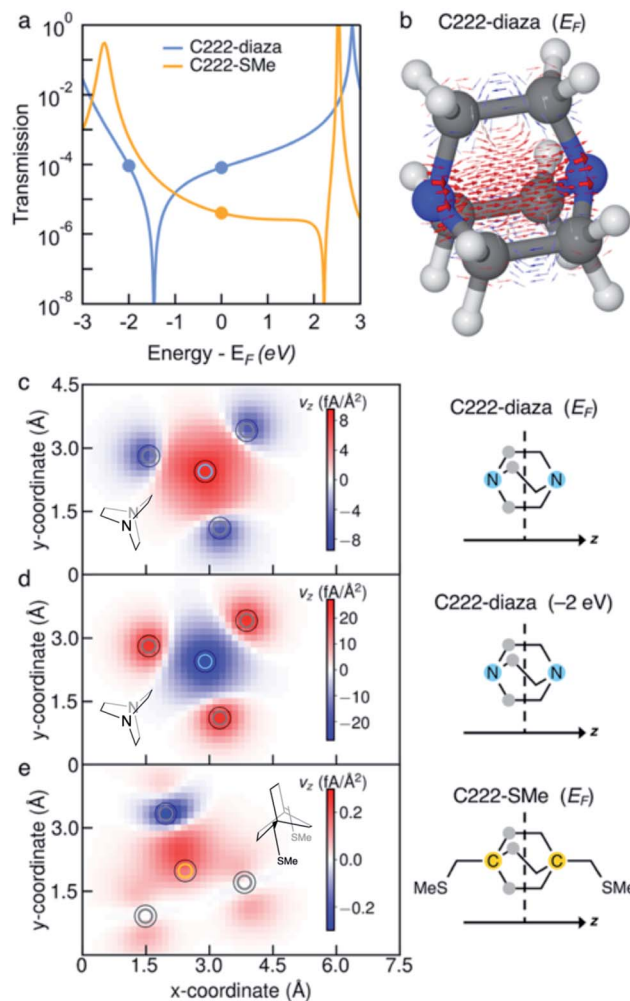 a
b
C222-diaza (E_F)
C222-diaza
C222-SMe
Transmission
10^0
10^-2
10^-4
10^-6
10^-8
-3 -2 -1 0 1 2 3
Energy - E_F (eV)
c
4.5
3.0
1.5
0
y-coordinate (Å)
N
N
v_z (fA/Å²)
8
4
0
−4
−8
C222-diaza (E_F)
N N
z
d
3.0
1.5
0
y-coordinate (Å)
N
N
v_z (fA/Å²)
20
10
0
−10
−20
C222-diaza (−2 eV)
N N
z
e
3.0
1.5
0
y-coordinate (Å)
SMe
SMe
v_z (fA/Å²)
0.2
0.0
−0.2
0 1.5 3.0 4.5 6.0 7.5
x-coordinate (Å)
C222-SMe (E_F)
C C
MeS
SMe
z